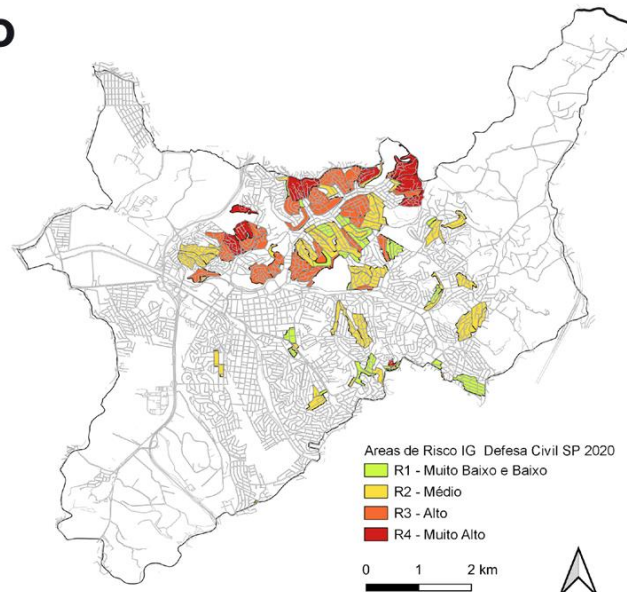 o
Areas de Risco IG Defesa Civil SP 2020
R1 - Muito Baixo e Baixo
R2 - Médio
R3 - Alto
R4 - Muito Alto
0 1 2 km